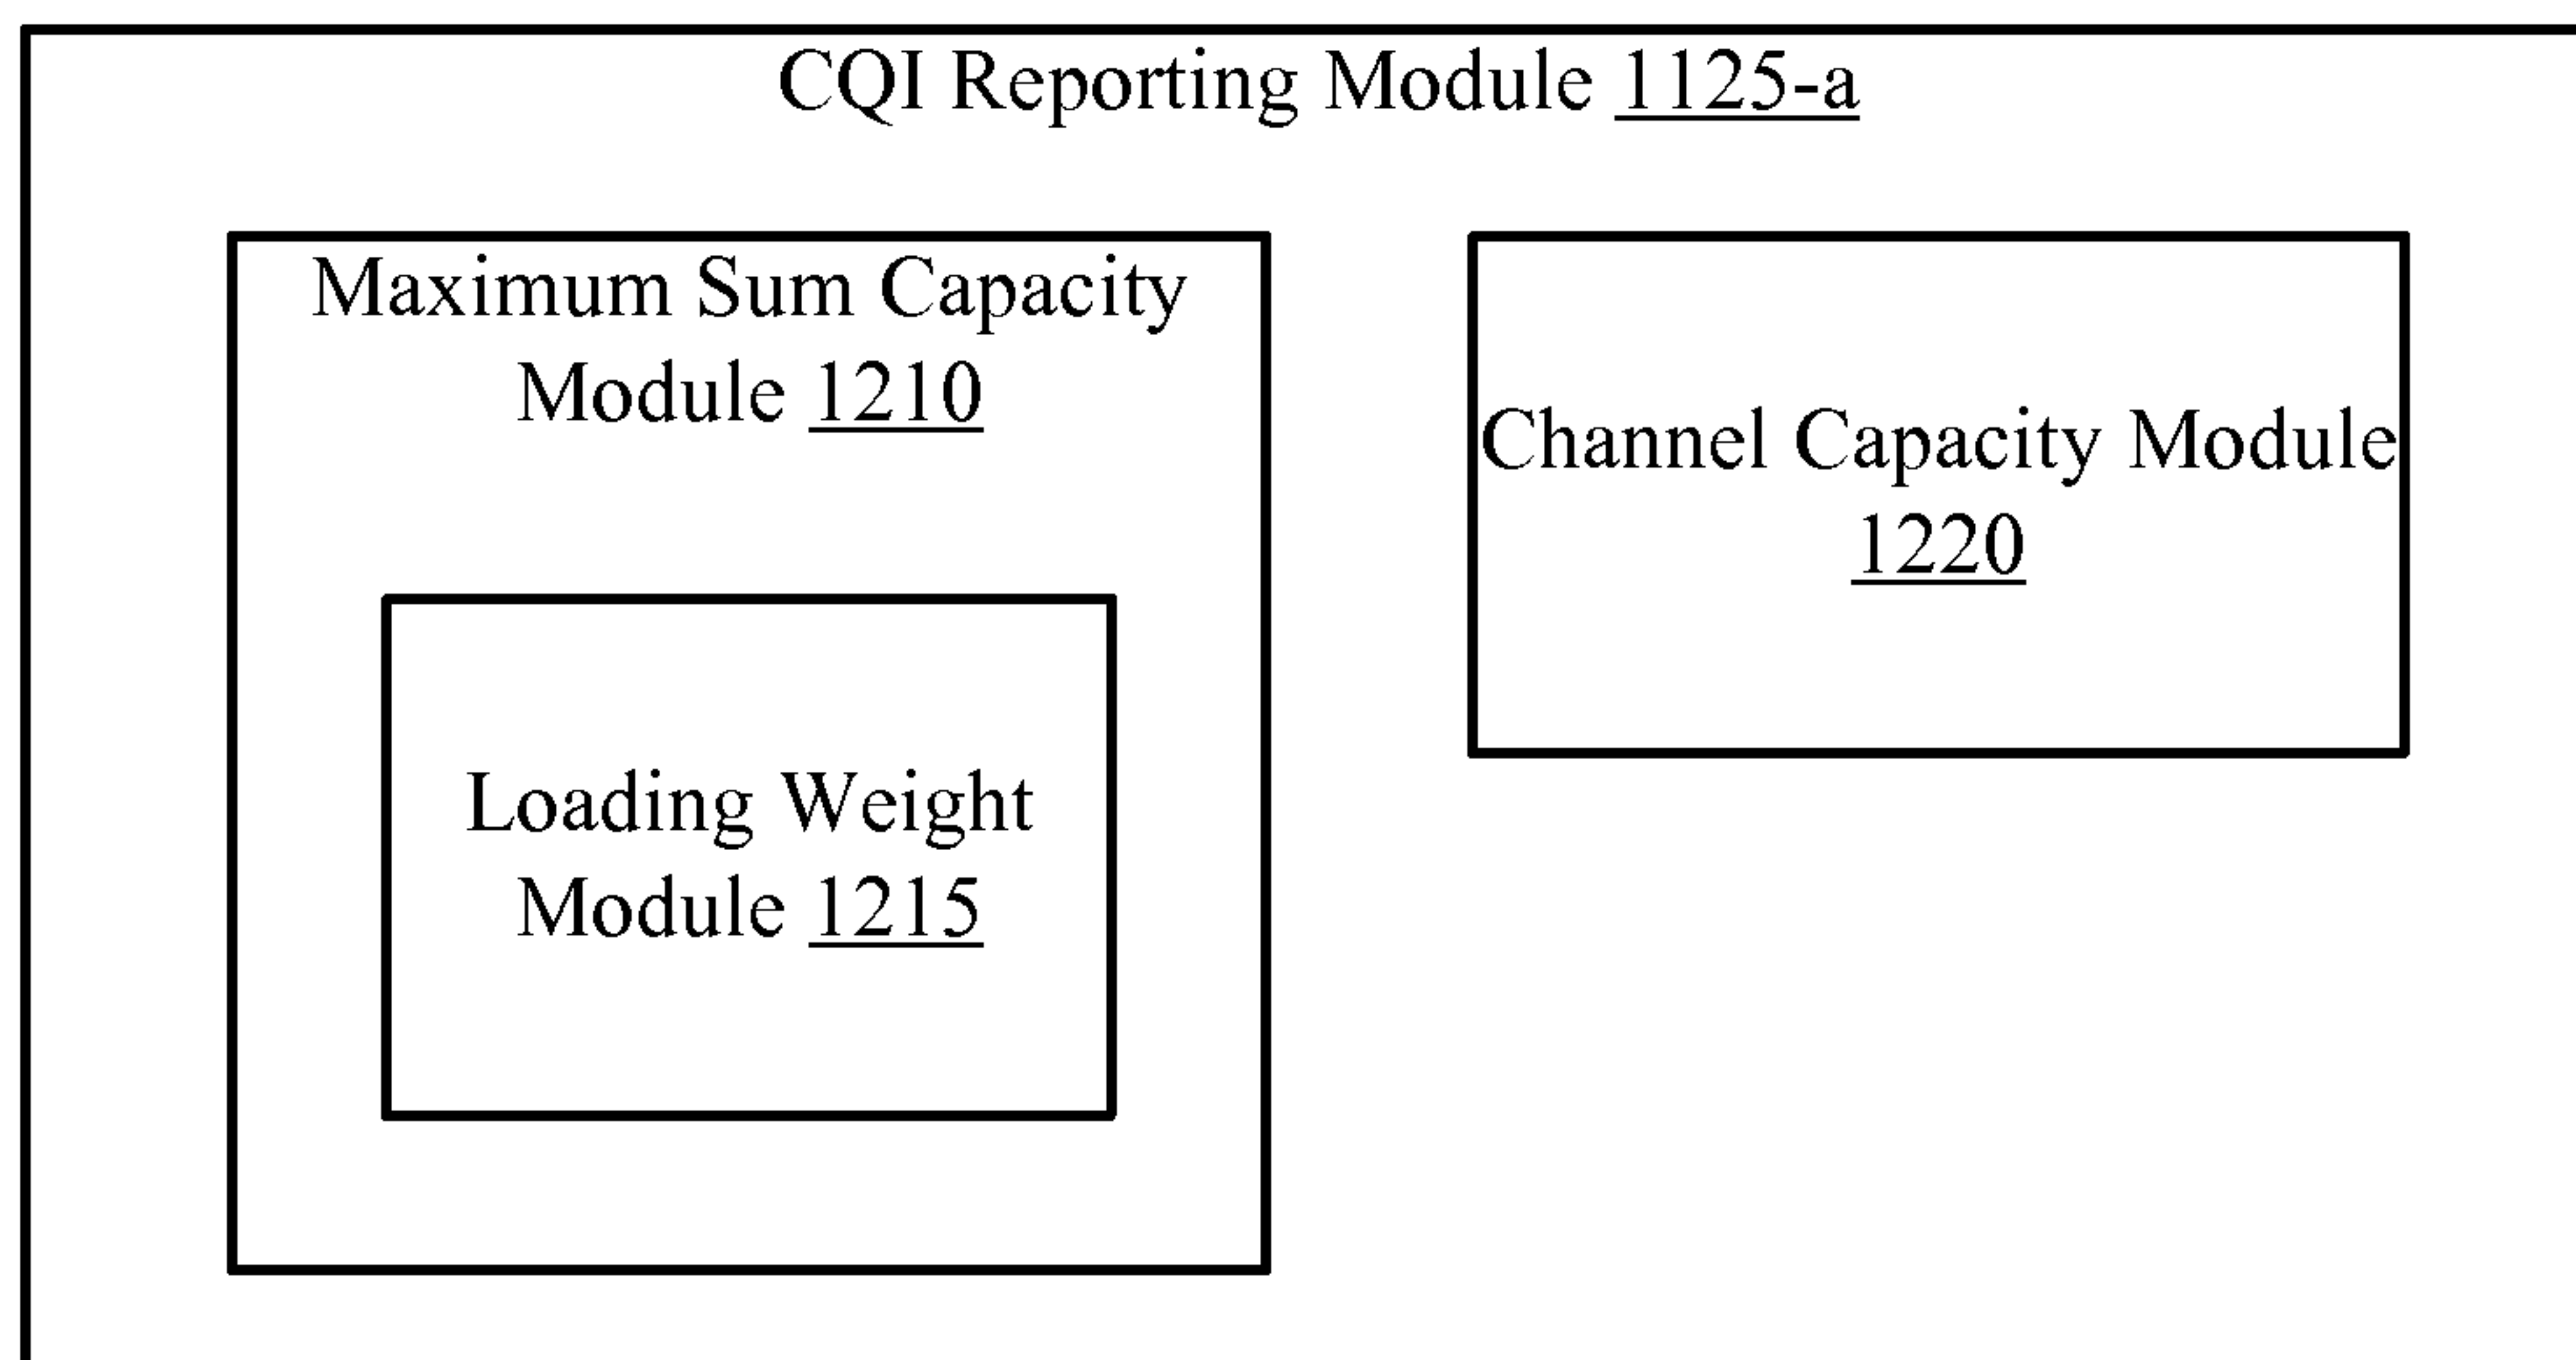 CQI Reporting Module 1125-a
Maximum Sum Capacity
Module 1210
Loading Weight
Module 1215
Channel Capacity Module
1220